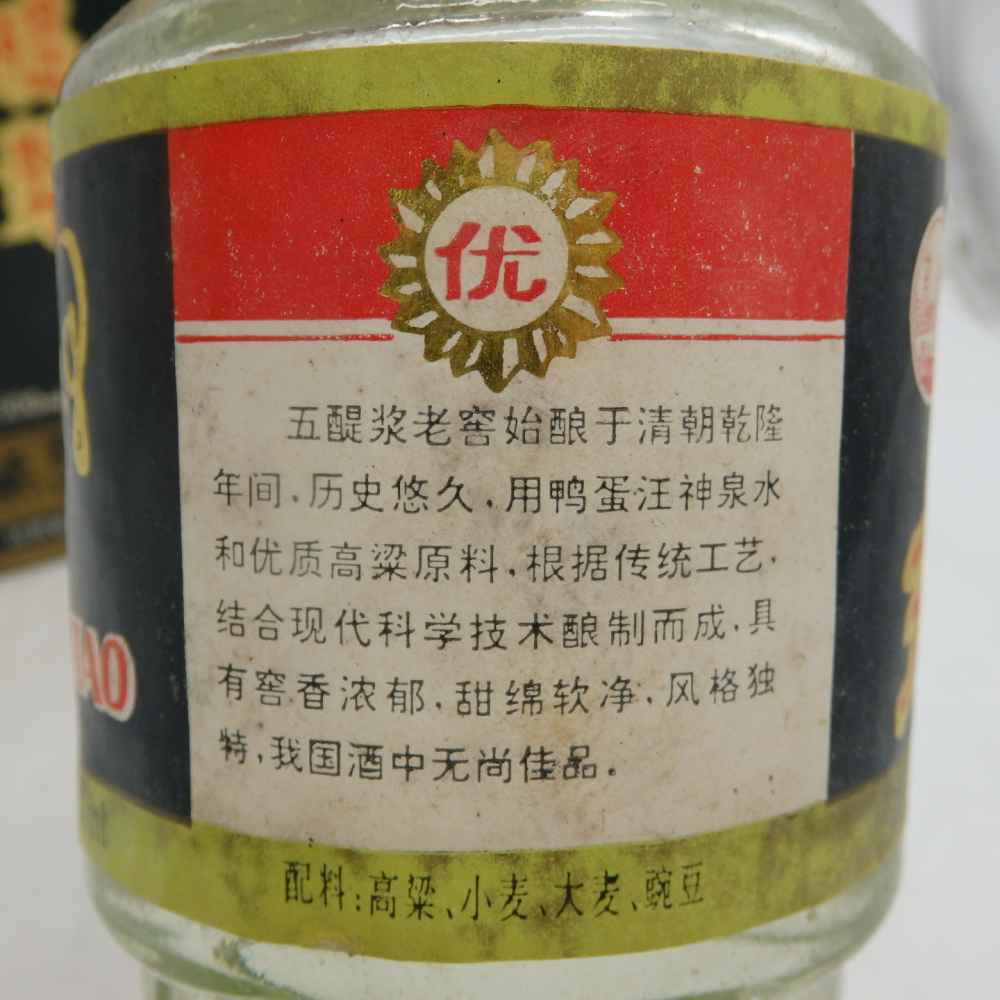 优
五醍浆老窖始酿于清朝乾隆
年间，历史悠久，用鸭蛋汪神泉水
和优质高粱原料，根据传统工艺，
结合现代科学技术酿制而成，具
有窖香浓郁，甜绵软净，风格独
特，我国酒中无尚佳品。
配料：高粱、小麦、大麦、豌豆